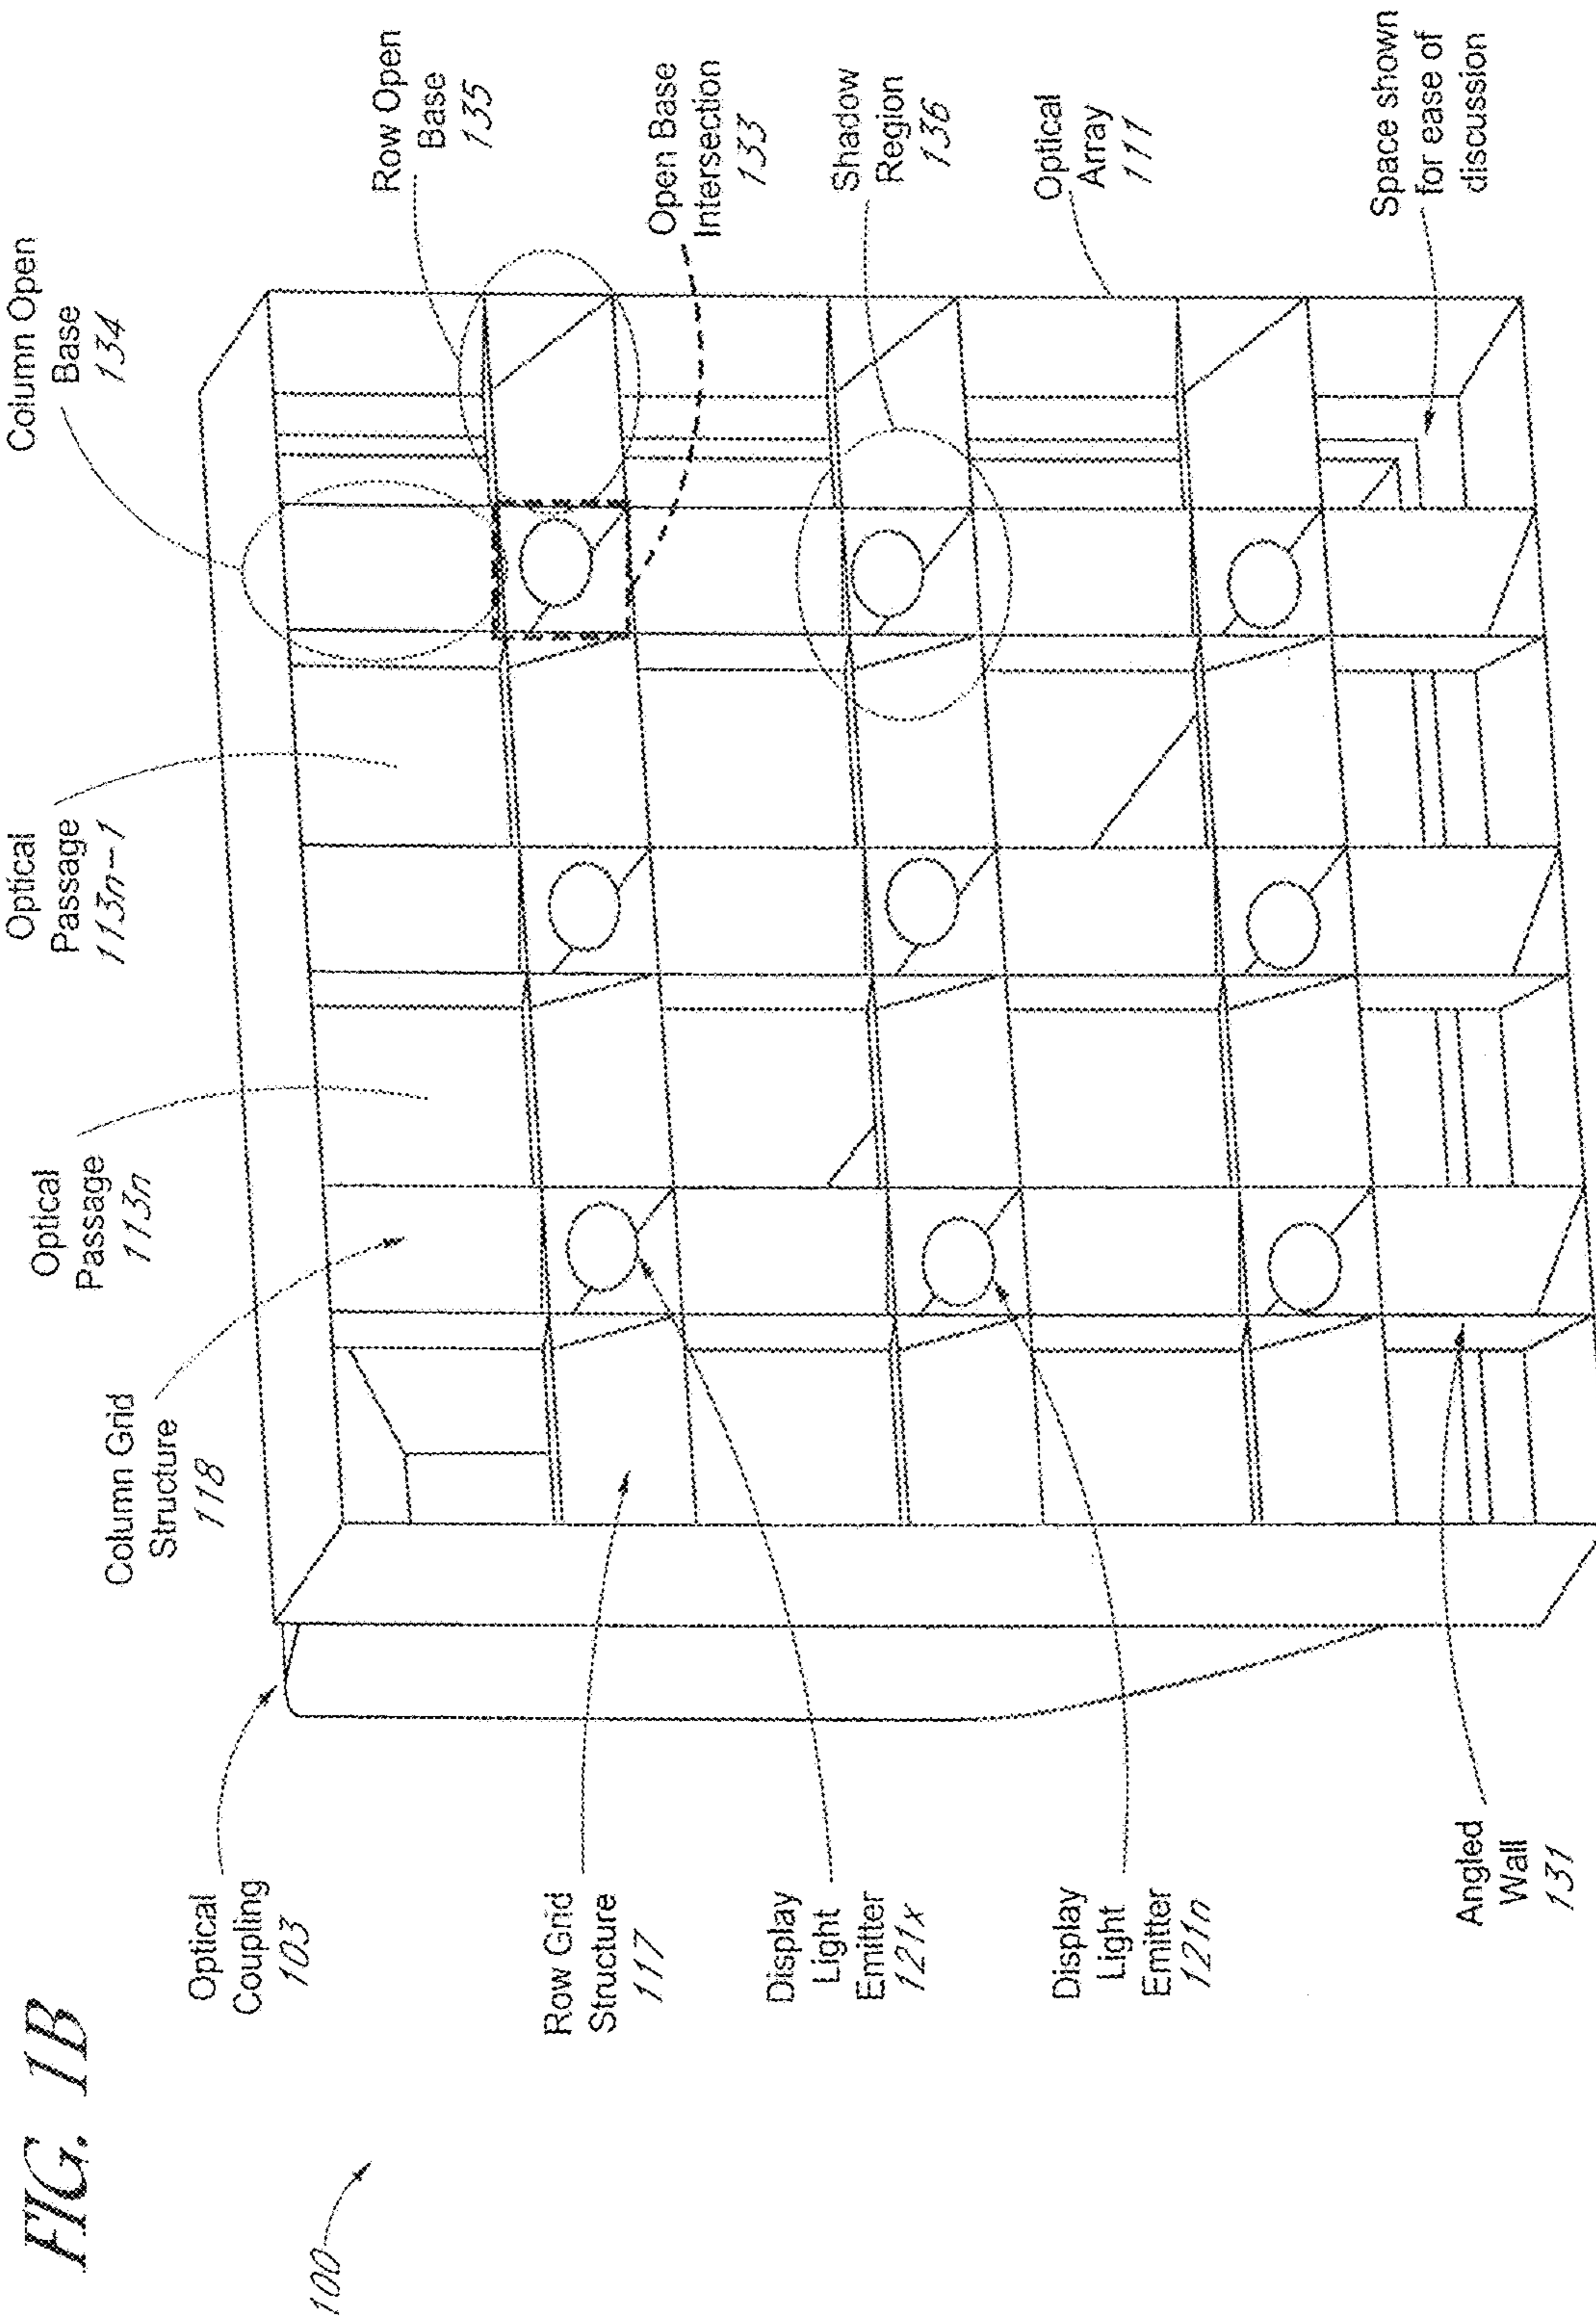 FIG. 1B
100
Optical
Coupling
103
Row Grid
Structure
117
Display
Light
Emitter
121x
Display
Light
Emitter
121n
Angled
Wall
131
Column Grid
Structure
118
Optical
Passage
113n
Optical
Passage
113n-1
Column Open
Base
134
Row Open
Base
135
Open Base
Intersection
133
Shadow
Region
136
Optical
Array
111
Space shown
for ease of
discussion